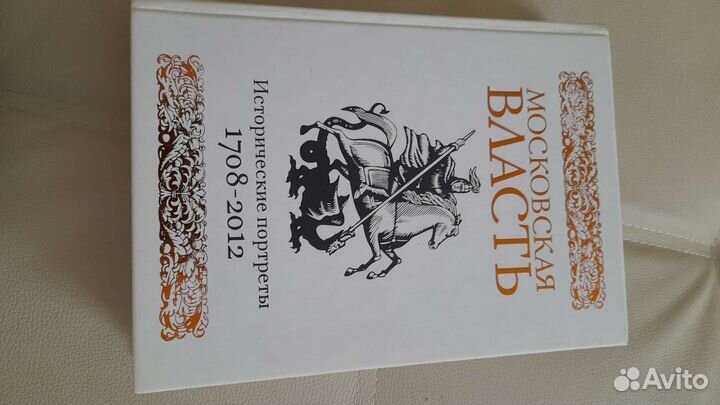 МОСКОВСКАЯ
ВЛАСТЬ
Исторические портреты
1708-2012
Avito